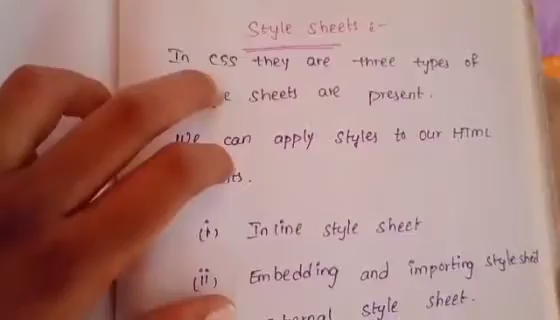 Style sheets :-
In css they are three types of
sheets are present.
We can apply styles to our HTML
(i) Inline style sheet
(ii) Embedding and importing style sheet
style sheet.